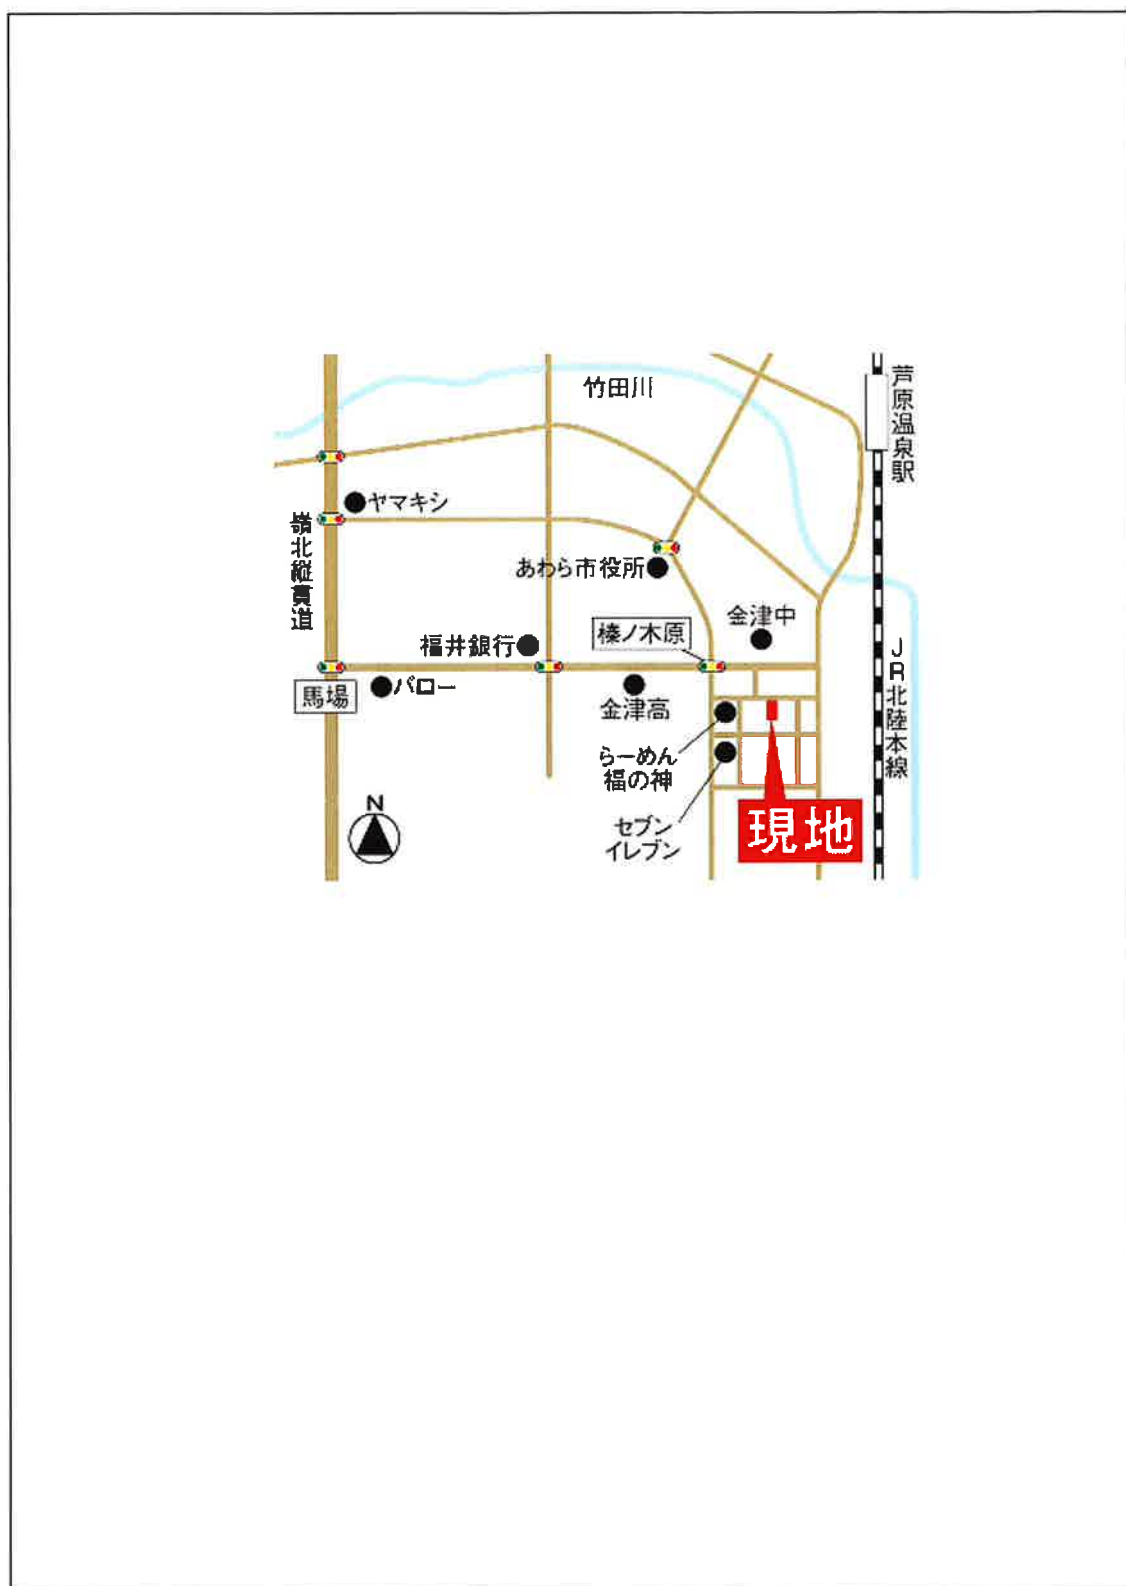 竹田川
芦原温泉駅
ヤマキシ
嶺北縦貫道
あわら市役所
金津中
榛ノ木原
福井銀行
JR北陸本線
バロー
馬場
金津高
らーめん
福の神
N
セブン
イレブン
現地